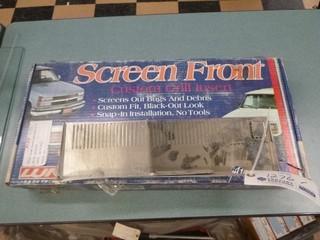 Screen Front
Custom Grill Insert
• Screens Out Bugs And Debris
• Custom Fit, Black-Out Look
• Snap-In Installation, No Tools
LUN